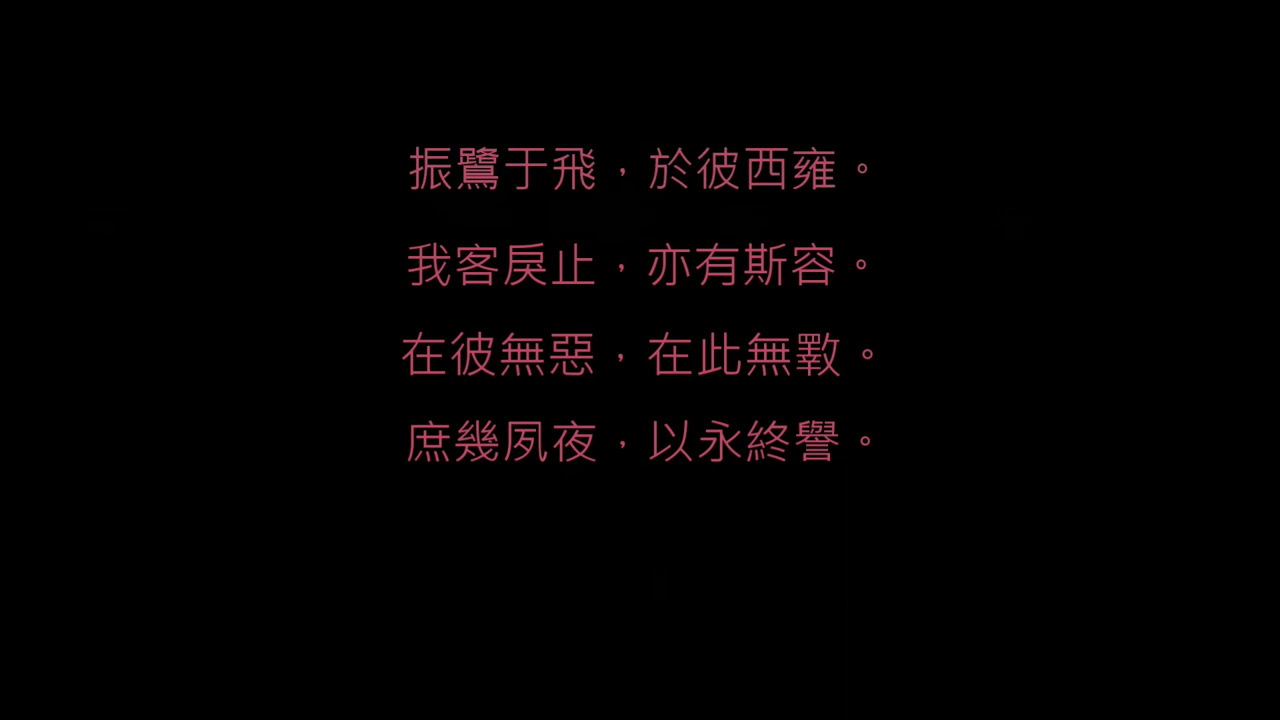 振鷺于飛，於彼西雍。
我客戾止，亦有斯容。
在彼無惡，在此無斁。
庶幾夙夜，以永終譽。